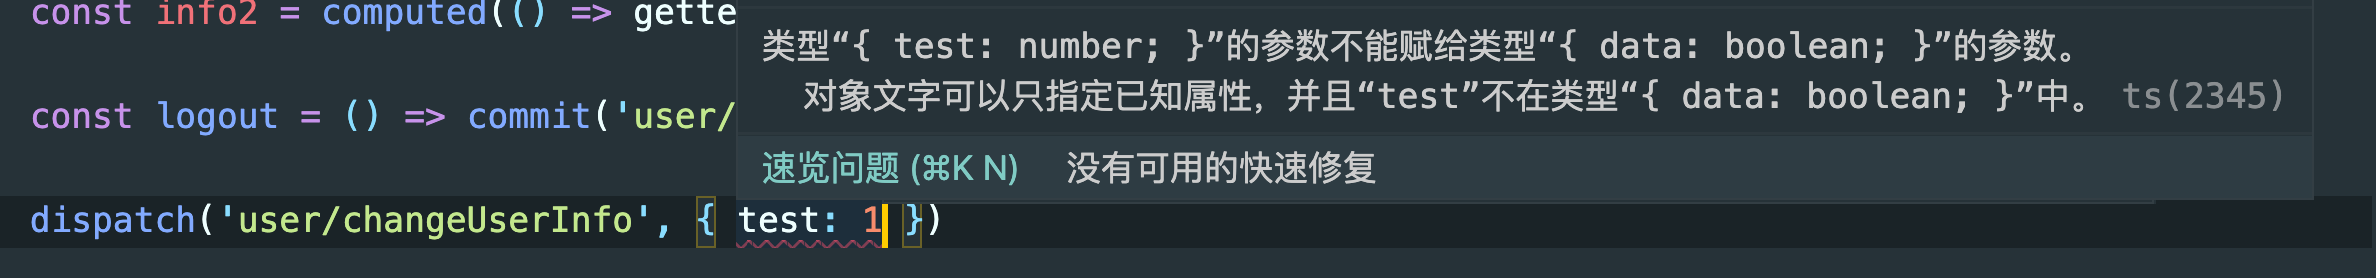 const info2 = computed(() => gette
类型“{ test: number; }”的参数不能赋给类型“{ data: boolean; }”的参数。
对象文字可以只指定已知属性，并且“test”不在类型“{ data: boolean; }”中。 ts(2345)
const logout = () => commit('user/
速览问题 (⌘K N) 没有可用的快速修复
dispatch('user/changeUserInfo', { test: 1 })